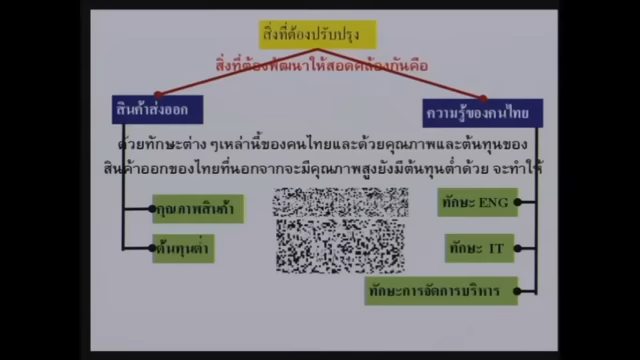 สิ่งที่ต้องปรับปรุง
สิ่งที่ต้องพัฒนาให้สอดคล้องกันคือ
สินค้าส่งออก
ความรู้ของคนไทย
ด้วยทักษะต่าง ๆเหล่านี้ของคนไทยและด้วยคุณภาพและต้นทุนของ
สินค้าออกของไทยที่นอกจากจะมีคุณภาพสูงยังมีต้นทุนต่ำด้วย จะทำให้
คุณภาพสินค้า
ทักษะ ENG
ต้นทุนต่ำ
ทักษะ IT
ทักษะการจัดการบริหาร